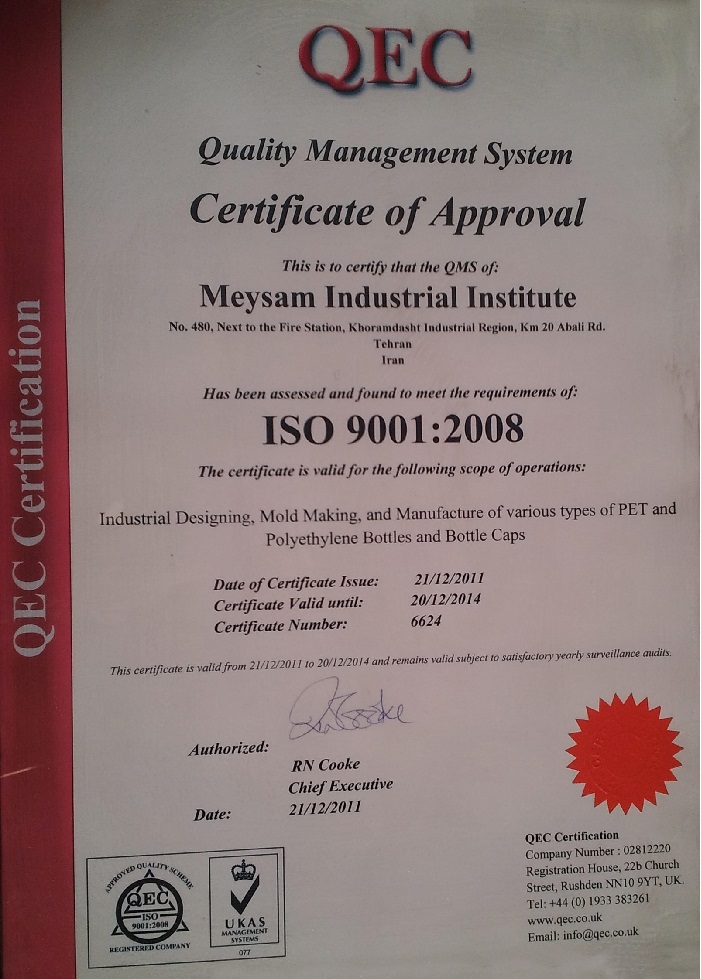 QEC
Quality Management System
Certificate of Approval
This is to certify that the QMS of:
Meysam Industrial Institute
No. 480, Next to the Fire Station, Khoramdasht Industrial Region, Km 20 Abali Rd.
Tehran
Iran
Has been assessed and found to meet the requirements of:
ISO 9001:2008
The certificate is valid for the following scope of operations:
Industrial Designing, Mold Making, and Manufacture of various types of PET and
Polyethylene Bottles and Bottle Caps
Date of Certificate Issue: 21/12/2011
Certificate Valid until: 20/12/2014
Certificate Number: 6624
This certificate is valid from 21/12/2011 to 20/12/2014 and remains valid subject to satisfactory yearly surveillance audits.
Authorized:
RN Cooke
Chief Executive
Date: 21/12/2011
QEC Certification
APPROVED QUALITY SCHEME
QEC
ISO
9001:2008
REGISTERED COMPANY
UKAS
MANAGEMENT
SYSTEMS
077
QEC Certification
Company Number : 02812220
Registration House, 22b Church
Street, Rushden NN10 9YT, UK.
Tel: +44 (0) 1933 383261
www.qec.co.uk
Email: info@qec.co.uk